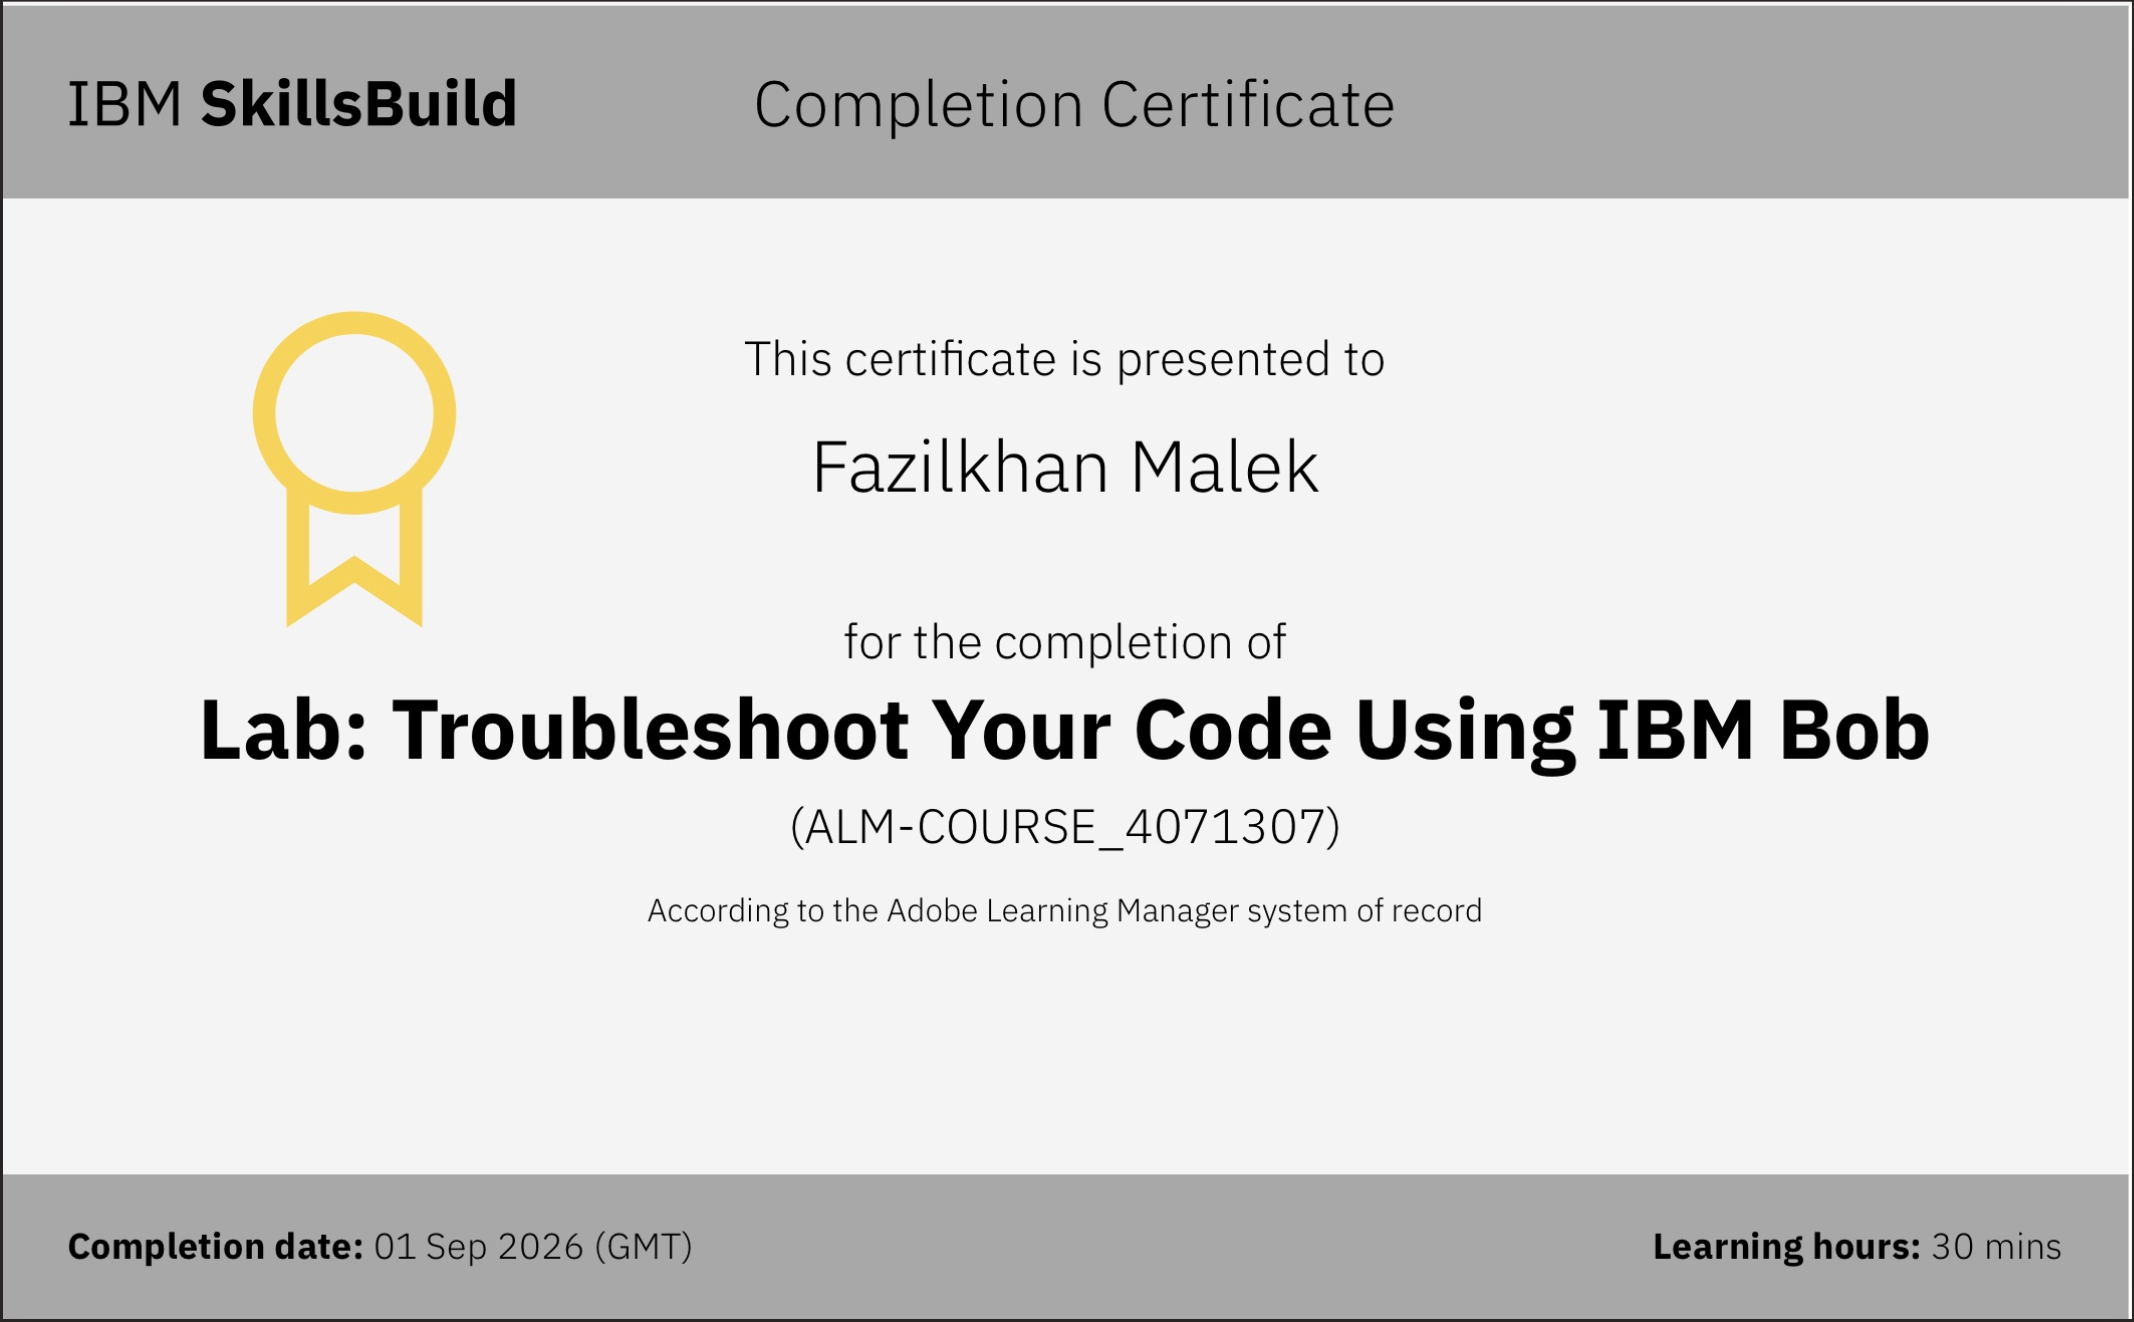 IBM SkillsBuild
Completion Certificate
This certificate is presented to
Fazilkhan Malek
for the completion of
Lab: Troubleshoot Your Code Using IBM Bob
(ALM-COURSE_4071307)
According to the Adobe Learning Manager system of record
Completion date: 01 Sep 2026 (GMT)
Learning hours: 30 mins